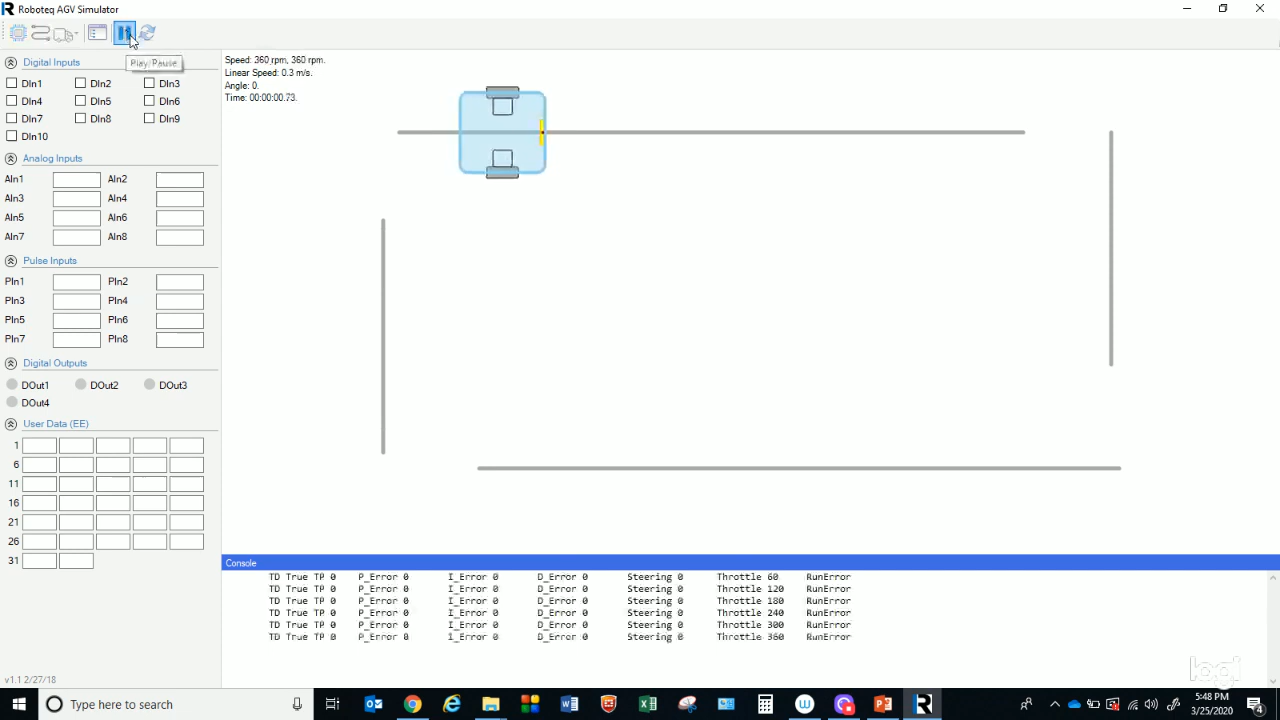 Roboteq AGV Simulator
Play/Pause
Digital Inputs
DIn1 DIn2 DIn3
DIn4 DIn5 DIn6
DIn7 DIn8 DIn9
DIn10
Analog Inputs
AIn1 AIn2
AIn3 AIn4
AIn5 AIn6
AIn7 AIn8
Pulse Inputs
PIn1 PIn2
PIn3 PIn4
PIn5 PIn6
PIn7 PIn8
Digital Outputs
DOut1 DOut2 DOut3
DOut4
User Data (EE)
1
6
11
16
21
26
31
v1.1 2/27/18
Speed: 360 rpm, 360 rpm.
Linear Speed: 0.3 m/s.
Angle: 0.
Time: 00:00:00.73.
Console
TD True TP 0 P_Error 0 I_Error 0 D_Error 0 Steering 0 Throttle 60 RunError
TD True TP 0 P_Error 0 I_Error 0 D_Error 0 Steering 0 Throttle 120 RunError
TD True TP 0 P_Error 0 I_Error 0 D_Error 0 Steering 0 Throttle 180 RunError
TD True TP 0 P_Error 0 I_Error 0 D_Error 0 Steering 0 Throttle 240 RunError
TD True TP 0 P_Error 0 I_Error 0 D_Error 0 Steering 0 Throttle 300 RunError
TD True TP 0 P_Error 0 I_Error 0 D_Error 0 Steering 0 Throttle 360 RunError
logi
Type here to search
5:48 PM
3/25/2020
4